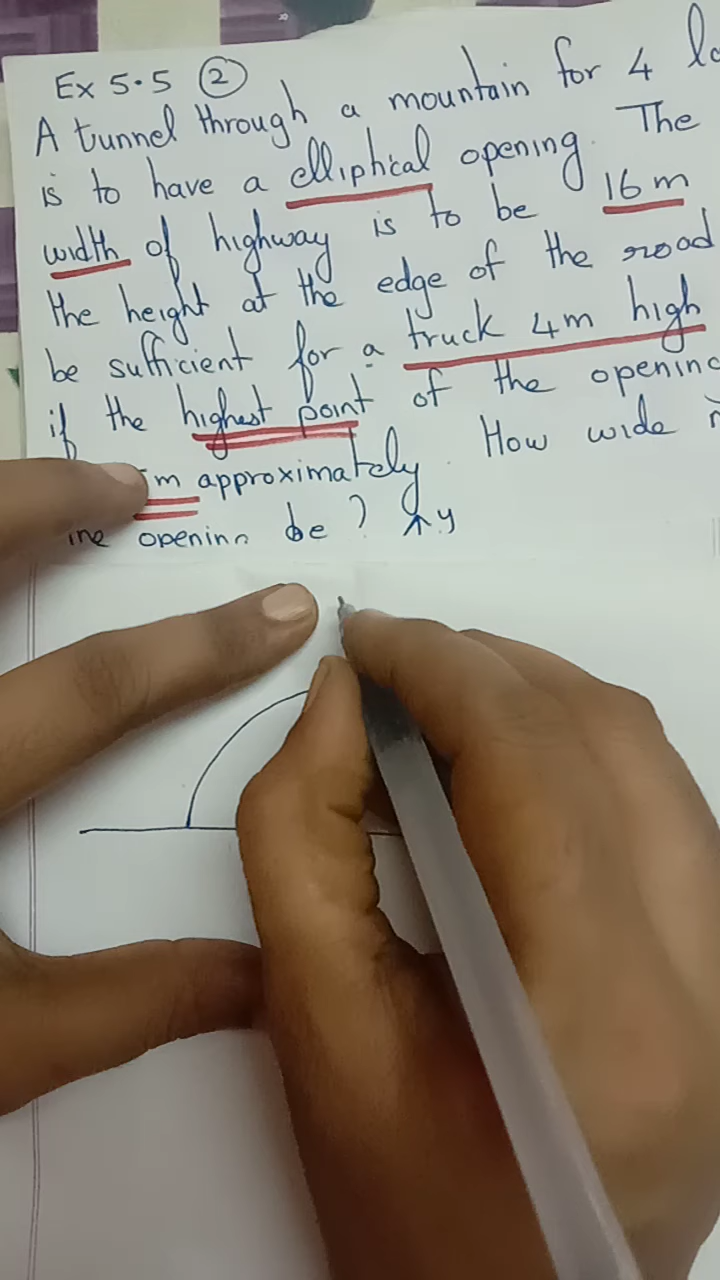 Ex 5.5 ②
A tunnel through a mountain for 4
is to have a elliptical opening. The
width of highway is to be 16m
the height at the edge of the road
be sufficient for a truck 4m high
if the highest point of the opening
m approximately. How wide
opening be? y